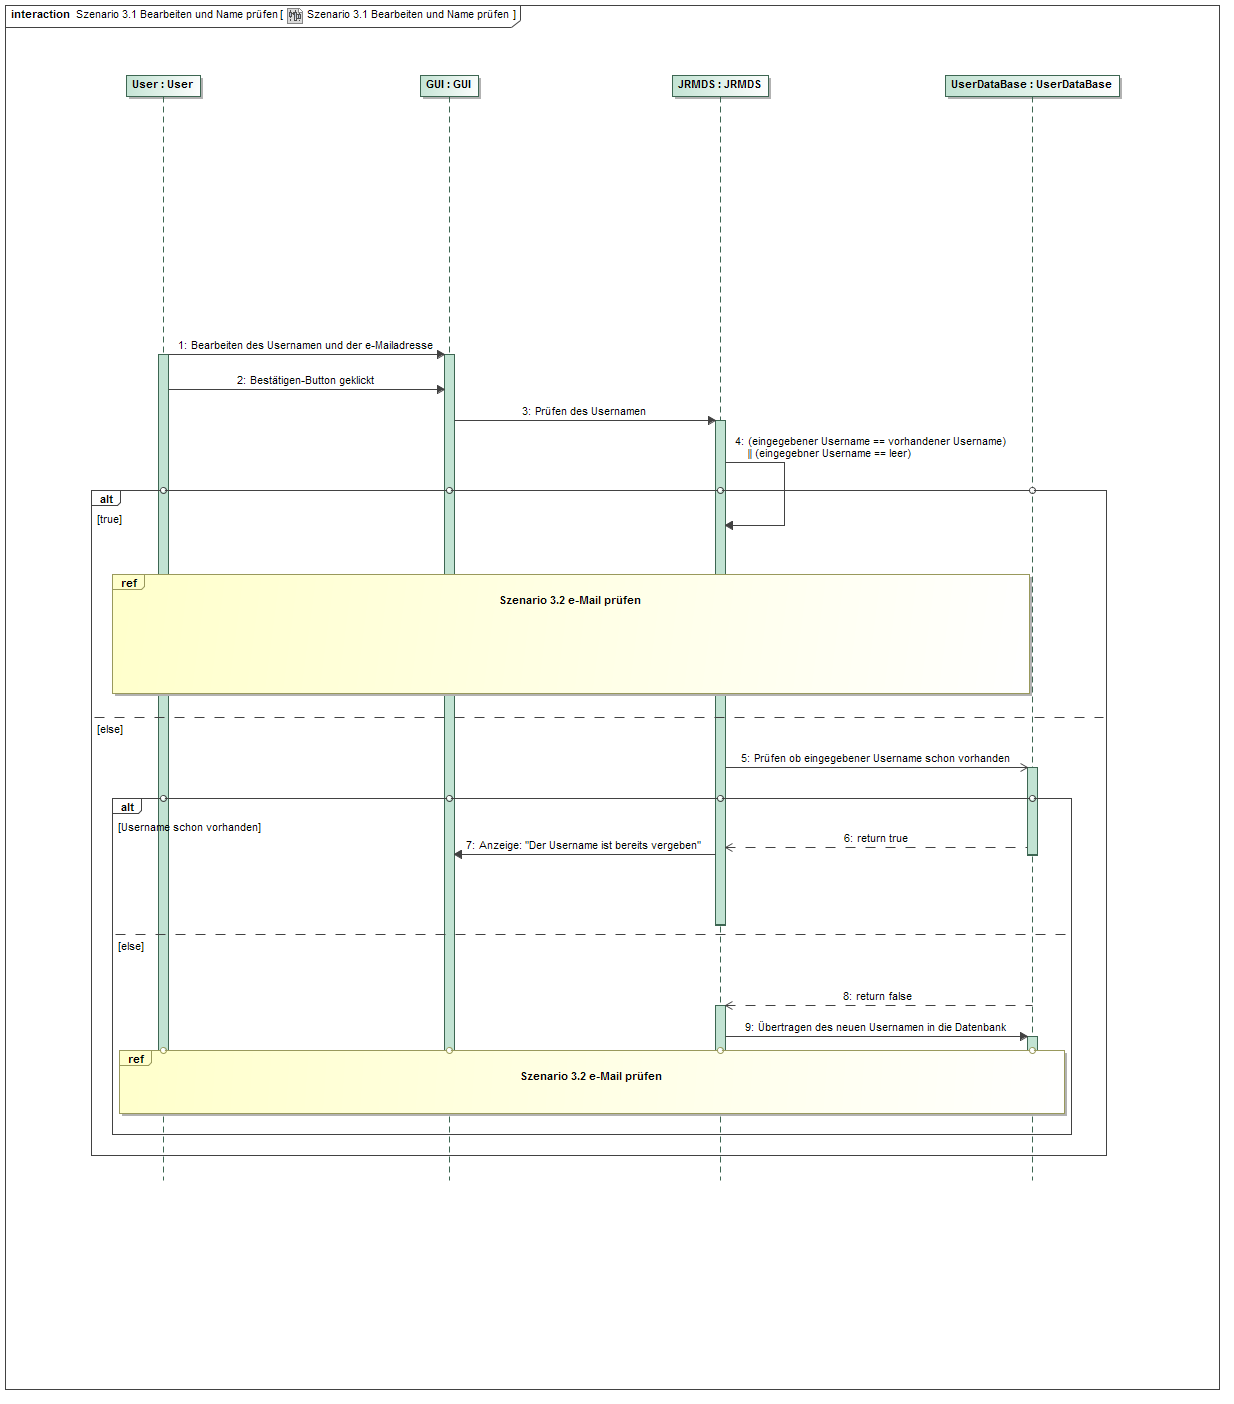 interaction Szenario 3.1 Bearbeiten und Name prüfen [ Szenario 3.1 Bearbeiten und Name prüfen ]
User : User
GUI : GUI
JRMDS : JRMDS
UserDataBase : UserDataBase
1: Bearbeiten des Usernamen und der e-Mailadresse
2: Bestätigen-Button geklickt
3: Prüfen des Usernamen
4: (eingegebener Username == vorhandener Username)
|| (eingegebner Username == leer)
alt
[true]
ref
Szenario 3.2 e-Mail prüfen
[else]
5: Prüfen ob eingegebener Username schon vorhanden
alt
[Username schon vorhanden]
6: return true
7: Anzeige: "Der Username ist bereits vergeben"
[else]
8: return false
9: Übertragen des neuen Usernamen in die Datenbank
ref
Szenario 3.2 e-Mail prüfen